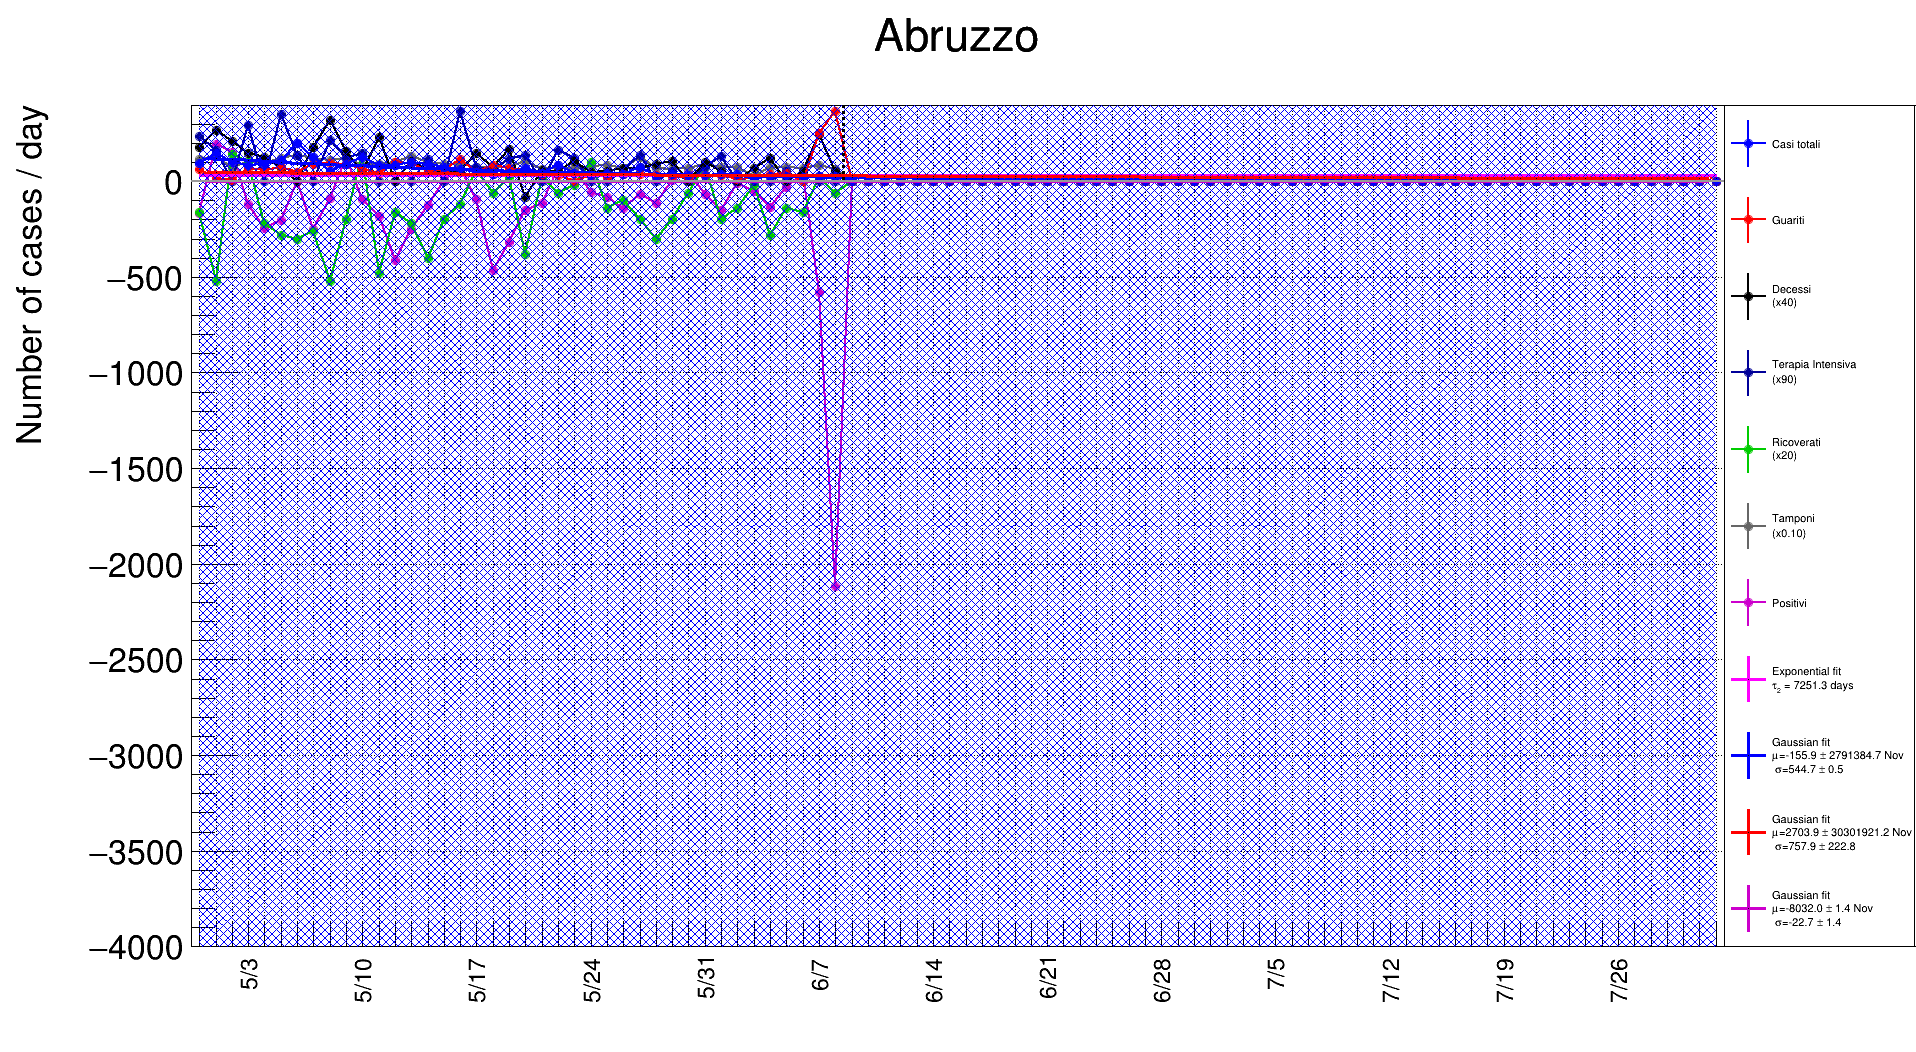 Abruzzo
Number of cases / day
0
−500
−1000
−1500
−2000
−2500
−3000
−3500
−4000
5/3
5/10
5/17
5/24
5/31
6/7
6/14
6/21
6/28
7/5
7/12
7/19
7/26
Casi totali
Guariti
Decessi
(x40)
Terapia Intensiva
(x90)
Ricoverati
(x20)
Tamponi
(x0.10)
Positivi
Exponential fit
τ₂ = 7251.3 days
Gaussian fit
μ=-155.9 ± 2791384.7 Nov
σ=544.7 ± 0.5
Gaussian fit
μ=2703.9 ± 30301921.2 Nov
σ=757.9 ± 222.8
Gaussian fit
μ=-8032.0 ± 1.4 Nov
σ=-22.7 ± 1.4